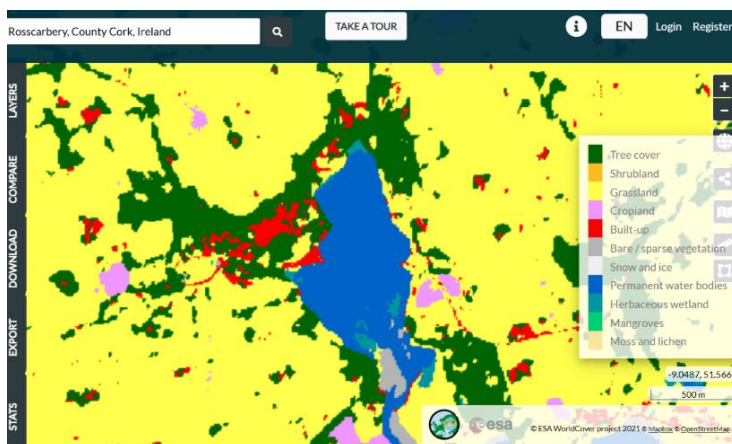 Rosscarbery, County Cork, Ireland
TAKE A TOUR
i
EN
Login
Register
LAYERS
COMPARE
DOWNLOAD
EXPORT
STATS
+
−
Tree cover
Shrubland
Grassland
Cropland
Built-up
Bare / sparse vegetation
Snow and ice
Permanent water bodies
Herbaceous wetland
Mangroves
Moss and lichen
-9.0487, 51.566
500 m
esa
© ESA WorldCover project 2021 © Mapbox © OpenStreetMap